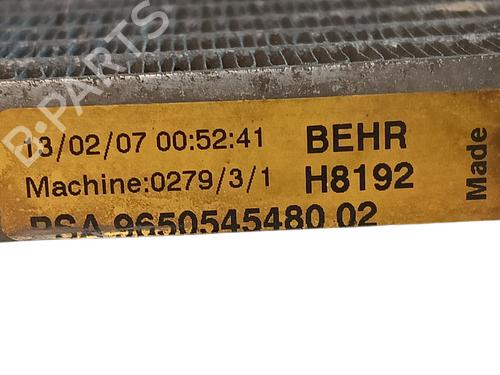 13/02/07 00:52:41 BEHR
Machine:0279/3/1 H8192
PSA 9650545480 02
Made
B-PARTS